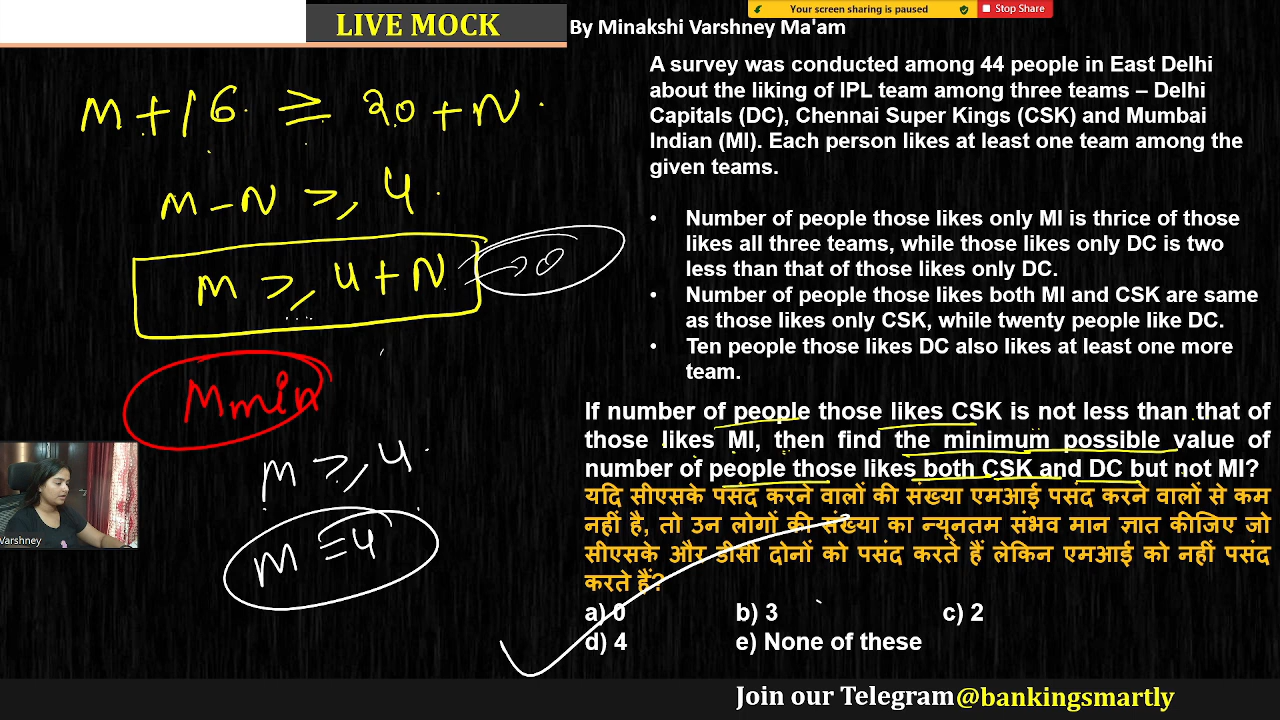 Your screen sharing is paused
Stop Share
LIVE MOCK
By Minakshi Varshney Ma'am
M + 16 ≥ 20 + N
M - N ≥, 4
M ≥, 4 + N
→ 0
Mmin
M ≥, 4
M = 4
Varshney
A survey was conducted among 44 people in East Delhi
about the liking of IPL team among three teams – Delhi
Capitals (DC), Chennai Super Kings (CSK) and Mumbai
Indian (MI). Each person likes at least one team among the
given teams.
• Number of people those likes only MI is thrice of those
likes all three teams, while those likes only DC is two
less than that of those likes only DC.
• Number of people those likes both MI and CSK are same
as those likes only CSK, while twenty people like DC.
• Ten people those likes DC also likes at least one more
team.
If number of people those likes CSK is not less than that of
those likes MI, then find the minimum possible value of
number of people those likes both CSK and DC but not MI?
यदि सीएसके पसंद करने वालों की संख्या एमआई पसंद करने वालों से कम
नहीं है, तो उन लोगों की संख्या का न्यूनतम संभव मान ज्ञात कीजिए जो
सीएसके और डीसी दोनों को पसंद करते हैं लेकिन एमआई को नहीं पसंद
करते हैं?
a) 0 b) 3 c) 2
d) 4 e) None of these
Join our Telegram@bankingsmartly